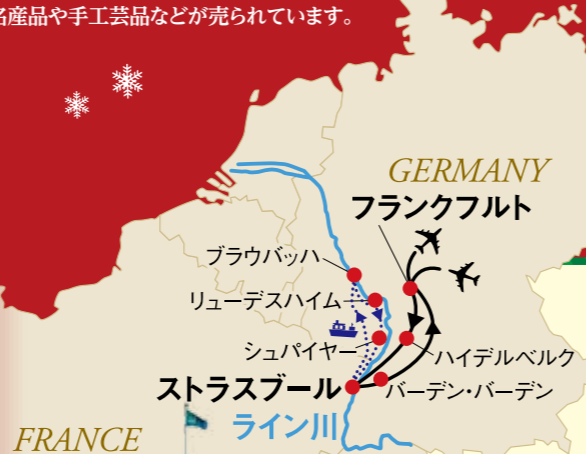 名産品や手工芸品などが売られています。
GERMANY
フランクフルト
ブラウバッハ
リューデスハイム
シュパイヤー
ハイデルベルク
ストラスブール
バーデン・バーデン
ライン川
FRANCE